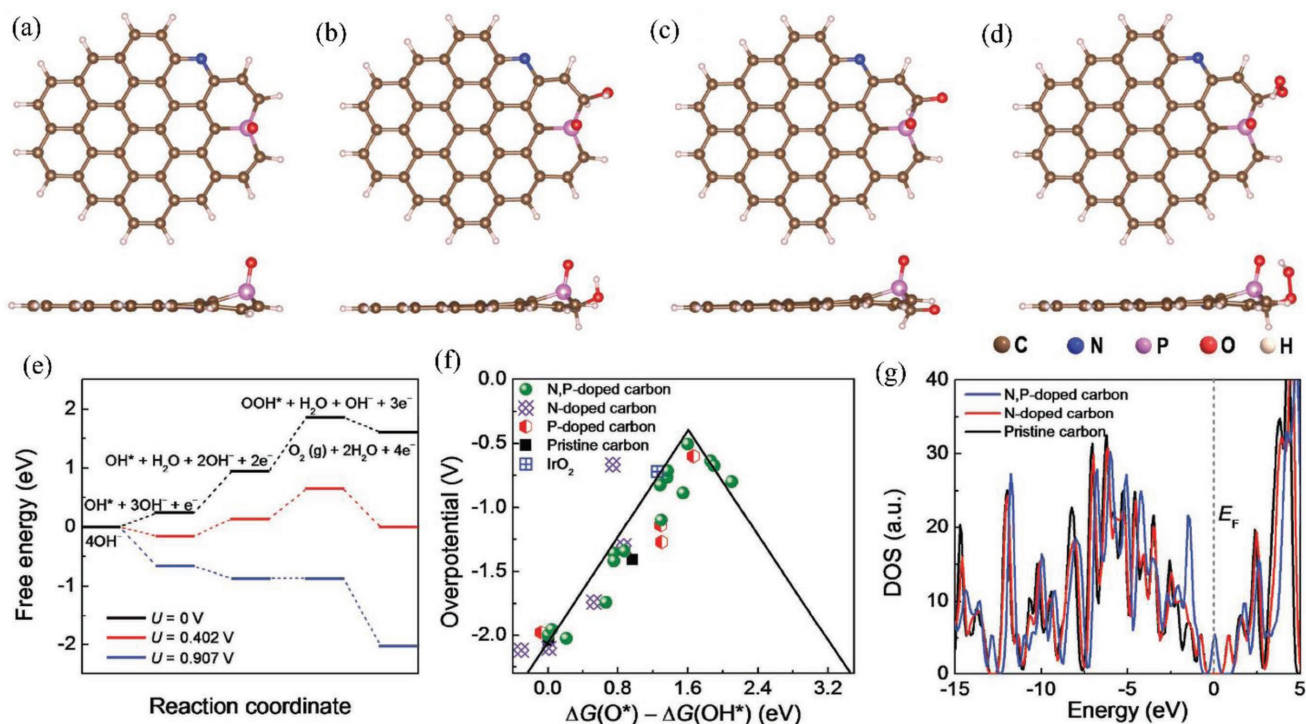 (a)
(b)
(c)
(d)
C N P O H
(e)
Free energy (eV)
2
1
0
-1
-2
OOH* + H₂O + OH⁻ + 3e⁻
OH* + H₂O + 2OH⁻ + 2e⁻
O₂ (g) + 2H₂O + 4e⁻
OH* + 3OH⁻ + e⁻
4OH⁻
U = 0 V
U = 0.402 V
U = 0.907 V
Reaction coordinate
(f)
Overpotential (V)
0.0
-0.5
-1.0
-1.5
-2.0
N,P-doped carbon
N-doped carbon
P-doped carbon
Pristine carbon
IrO₂
0.0 0.8 1.6 2.4 3.2
ΔG(O*) – ΔG(OH*) (eV)
(g)
DOS (a.u.)
40
30
20
10
0
N,P-doped carbon
N-doped carbon
Pristine carbon
E_F
-15 -10 -5 0 5
Energy (eV)